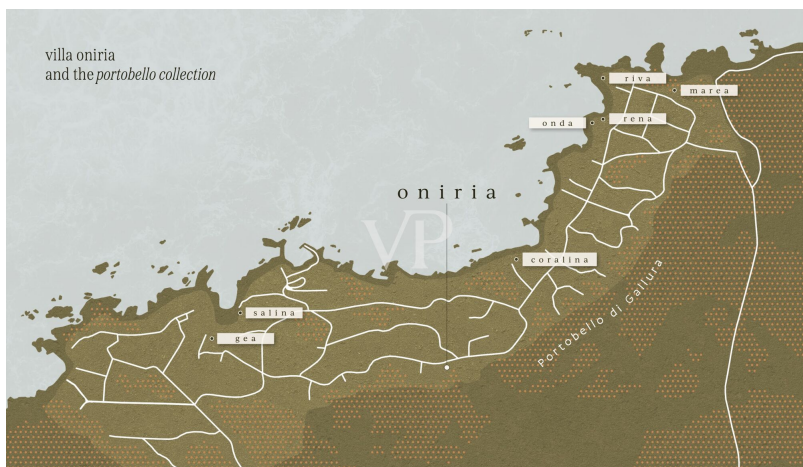 villa oniria
and the portobello collection
riva
marea
onda
rena
oniria
VP
coralina
Portobello di Gallura
salina
gea